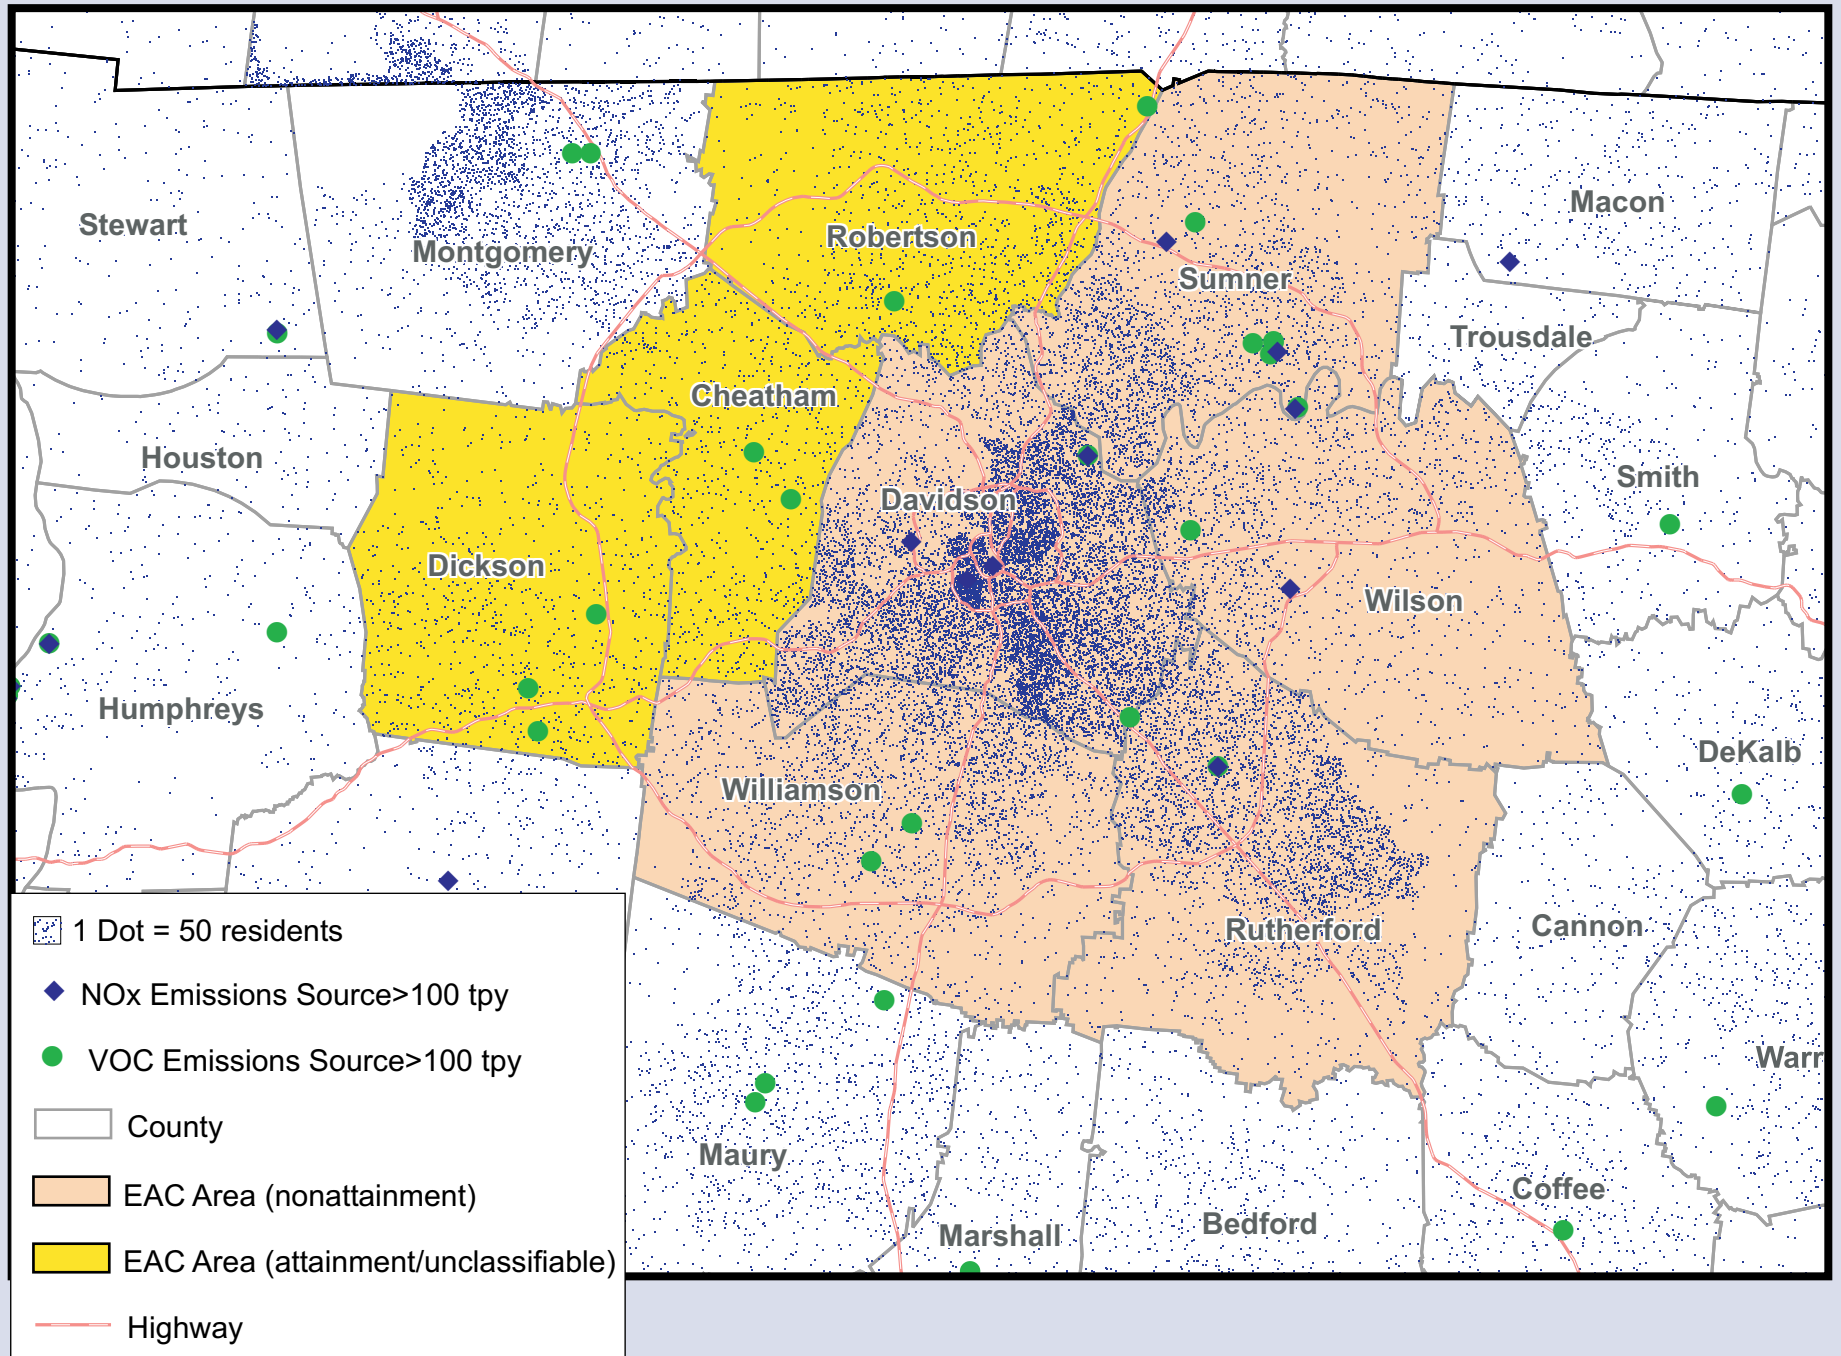 Macon
Stewart
Robertson
Montgomery
Sumner
Trousdale
Cheatham
Houston
Smith
Davidson
Dickson
Wilson
Humphreys
DeKalb
Williamson
Cannon
Rutherford
Warr
Maury
Coffee
Bedford
Marshall
1 Dot = 50 residents
NOx Emissions Source>100 tpy
VOC Emissions Source>100 tpy
County
EAC Area (nonattainment)
EAC Area (attainment/unclassifiable)
Highway